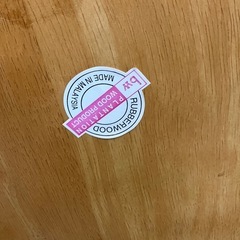 RUBBERWOOD
PLANTATION
WOOD PRODUCT
MADE IN MALAYSIA